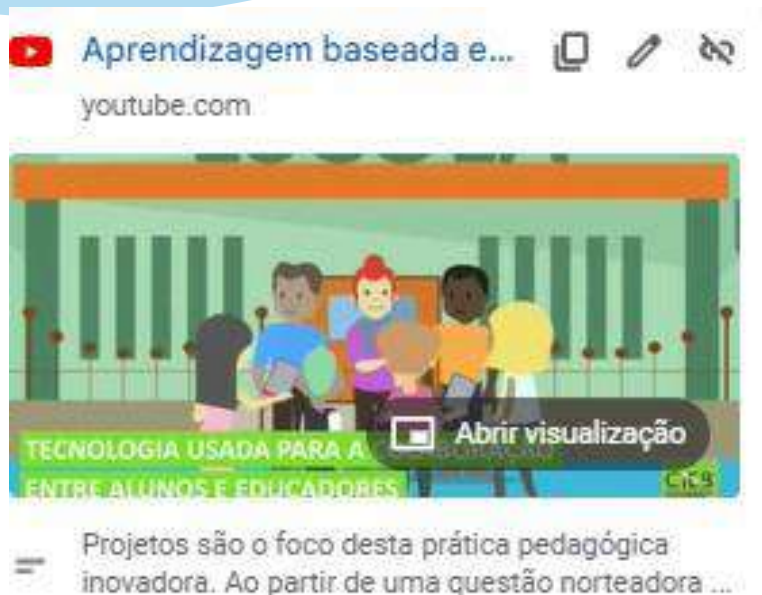 Aprendizagem baseada e...
youtube.com
Abrir visualização
TECNOLOGIA USADA PARA A
ENTRE ALUNOS E EDUCADORES
Projetos são o foco desta prática pedagógica
inovadora. Ao partir de uma questão norteadora ...